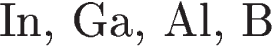 In, Ga, Al, B